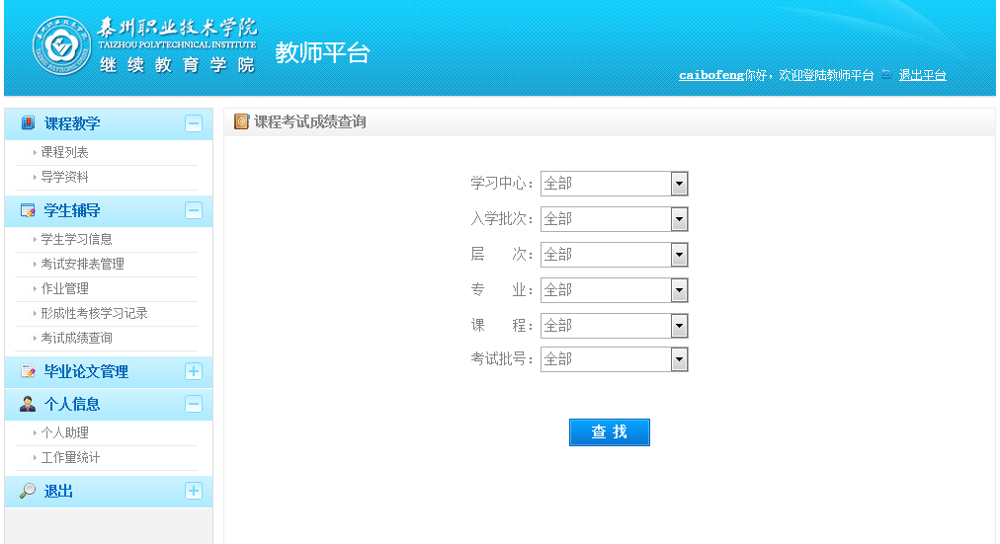 泰州职业技术学院
TAIZHOU POLYTECHNICAL INSTITUTE
继续教育学院
教师平台
caibofeng你好，欢迎登陆教师平台 退出平台
课程教学
课程列表
导学资料
学生辅导
学生学习信息
考试安排表管理
作业管理
形成性考核学习记录
考试成绩查询
毕业论文管理
个人信息
个人助理
工作量统计
退出
课程考试成绩查询
学习中心： 全部
入学批次： 全部
层 次： 全部
专 业： 全部
课 程： 全部
考试批号： 全部
查 找